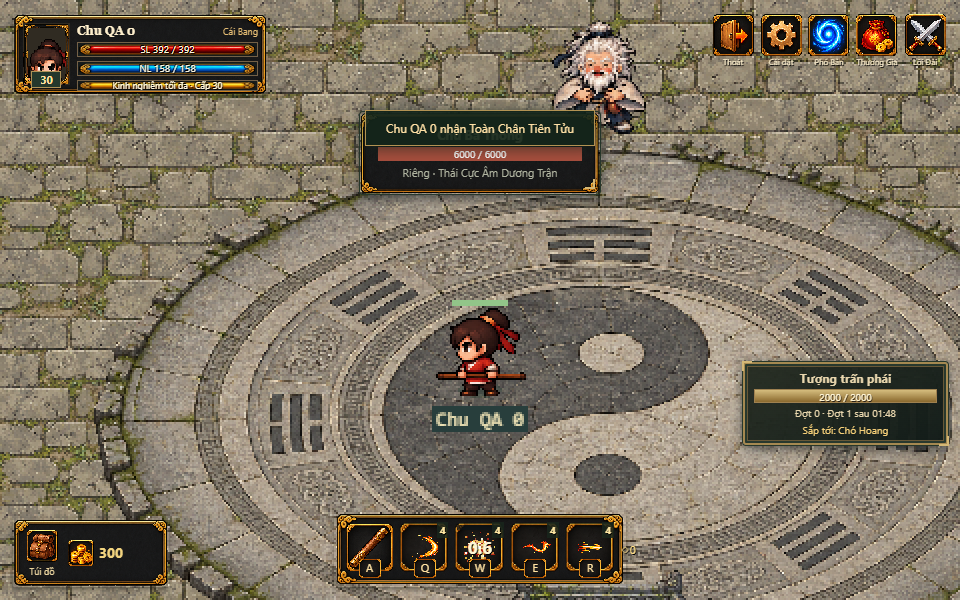 Chu QA 0
Cái Bang
SL 392 / 392
NL 158 / 158
30
Kinh nghiệm tối đa - Cấp 30
Thoát
Cài đặt
Phó Bản
Thương Gia
Lôi Đài
Chu QA 0 nhận Toàn Chân Tiên Tửu
6000 / 6000
Riêng · Thái Cực Âm Dương Trận
Chu QA 0
Tượng trấn phái
2000 / 2000
Đợt 0 · Đợt 1 sau 01:48
Sắp tới: Chó Hoang
Túi đồ
300
A
4
Q
4
0.6
W
4
E
4
R